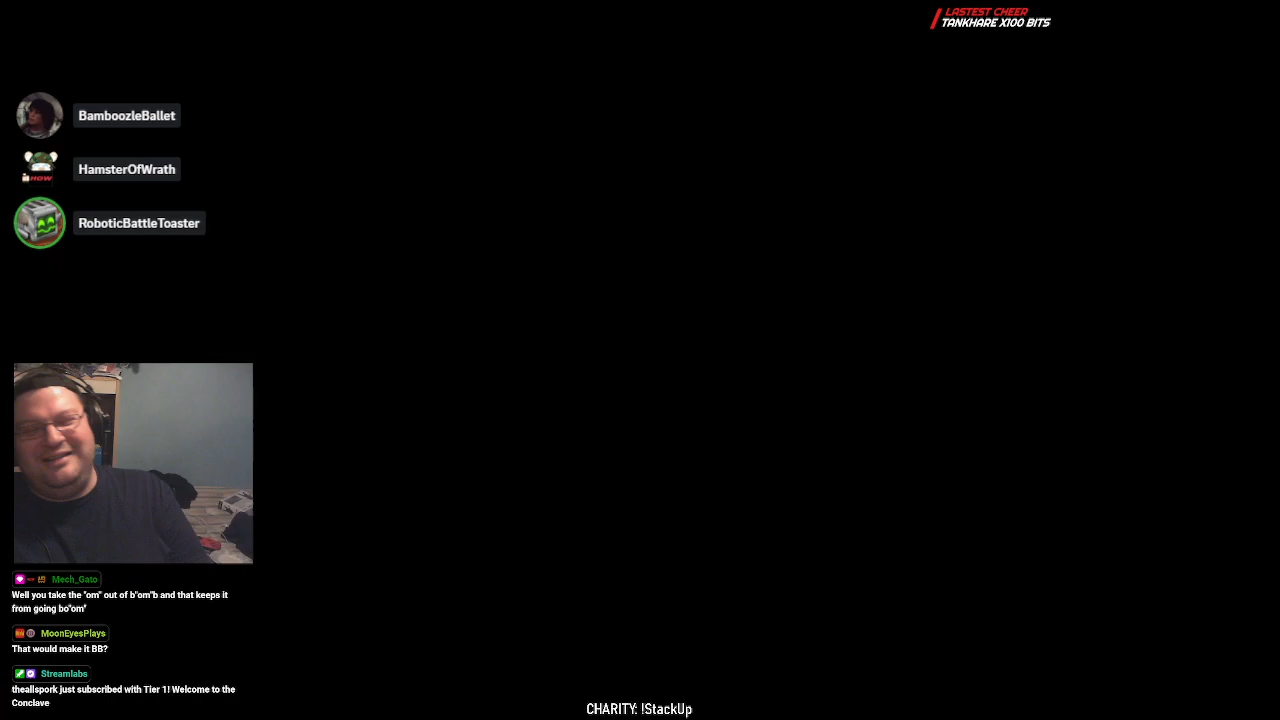 LASTEST CHEER
TANKHARE X100 BITS
BamboozleBallet
HamsterOfWrath
HOW
RoboticBattleToaster
Mech_Gato
Well you take the "om" out of b"om"b and that keeps it
from going bo"om"
MoonEyesPlays
That would make it BB?
Streamlabs
theallspork just subscribed with Tier 1! Welcome to the
Conclave
CHARITY: !StackUp